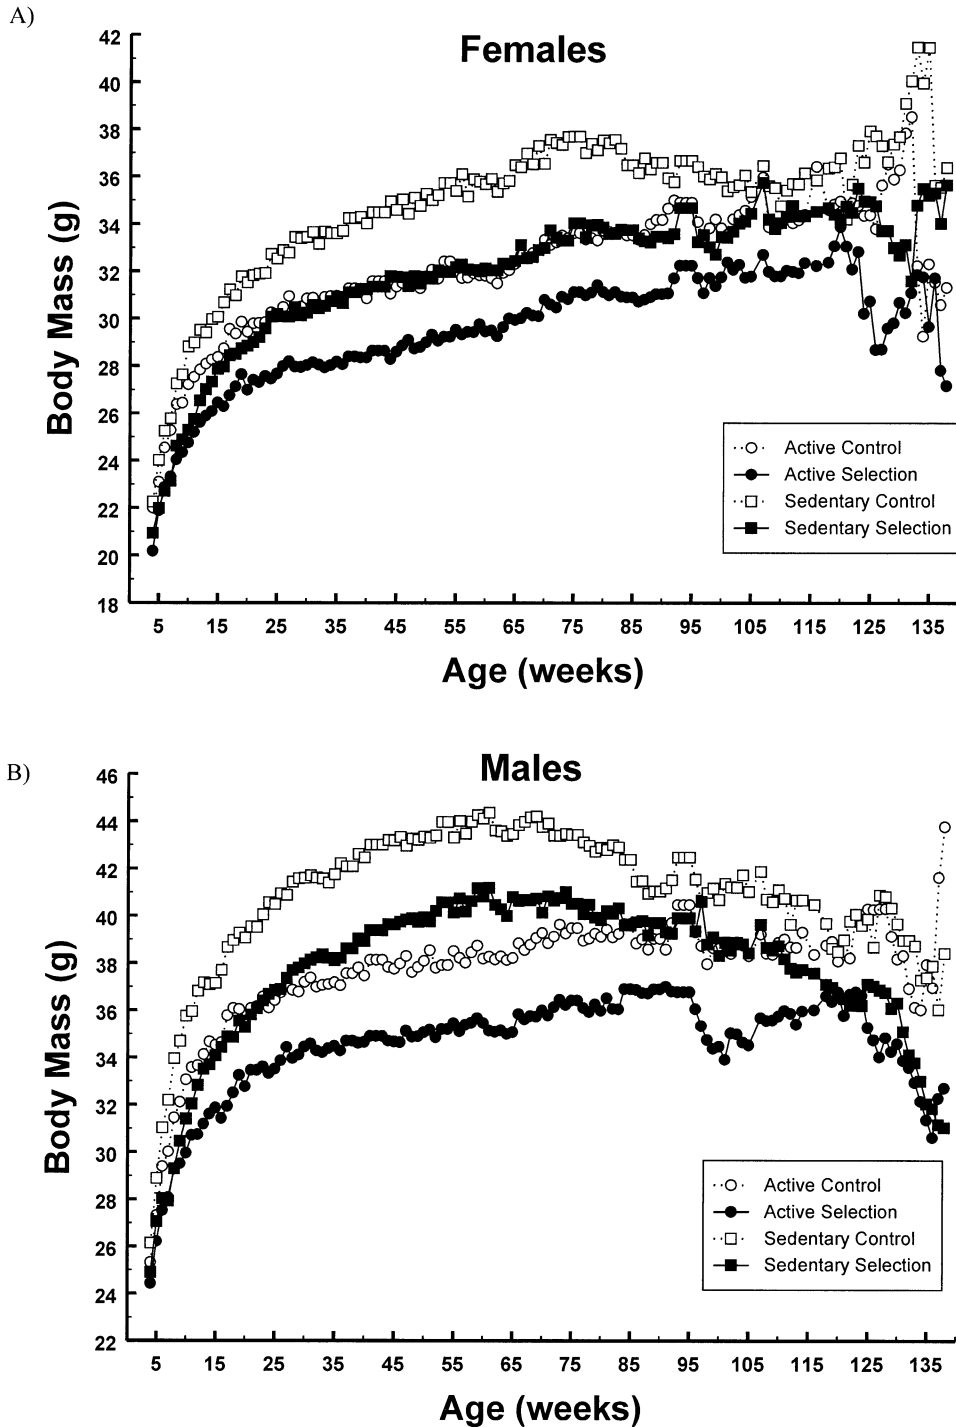 A)
Females
42
40
38
36
34
32
30
28
26
24
22
20
18
Body Mass (g)
Active Control
Active Selection
Sedentary Control
Sedentary Selection
5 15 25 35 45 55 65 75 85 95 105 115 125 135
Age (weeks)
B)
Males
46
44
42
40
38
36
34
32
30
28
26
24
22
Body Mass (g)
Active Control
Active Selection
Sedentary Control
Sedentary Selection
5 15 25 35 45 55 65 75 85 95 105 115 125 135
Age (weeks)